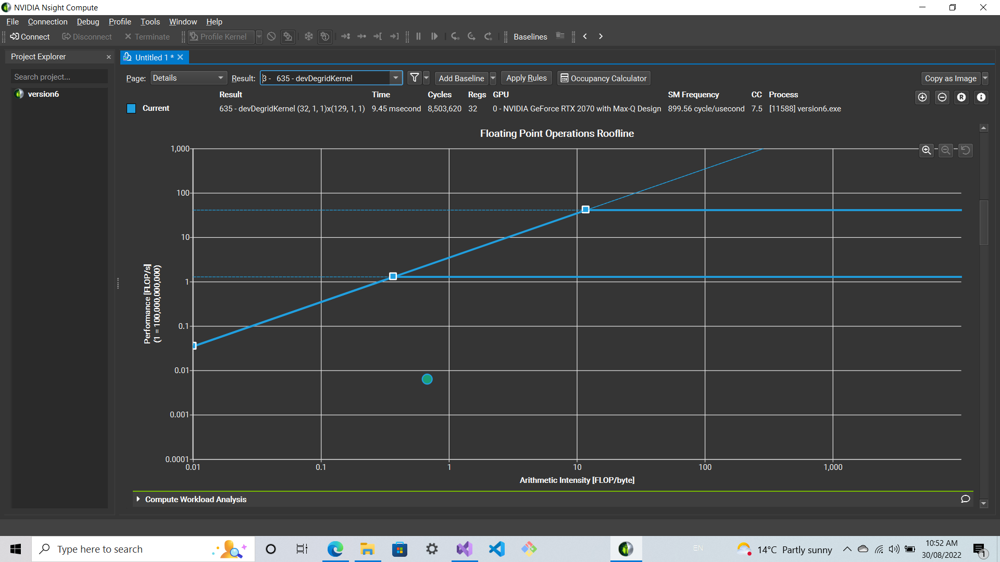 NVIDIA Nsight Compute
File Connection Debug Profile Tools Window Help
Connect Disconnect Terminate Profile Kernel Baselines
Project Explorer
Untitled 1 *
Search project...
version6
Page: Details Result: 3 - 635 - devDegridKernel Add Baseline Apply Rules Occupancy Calculator Copy as Image
Result Time Cycles Regs GPU SM Frequency CC Process
Current 635 - devDegridKernel (32, 1, 1)x(129, 1, 1) 9.45 msecond 8,503,620 32 0 - NVIDIA GeForce RTX 2070 with Max-Q Design 899.56 cycle/usecond 7.5 [11588] version6.exe
R
Floating Point Operations Roofline
1,000
100
10
1
0.1
0.01
0.001
0.0001
Performance [FLOP/s]
(1 = 100,000,000,000)
0.01 0.1 1 10 100 1,000
Arithmetic Intensity [FLOP/byte]
Compute Workload Analysis
Type here to search
EN
14°C Partly sunny
10:52 AM
30/08/2022
1